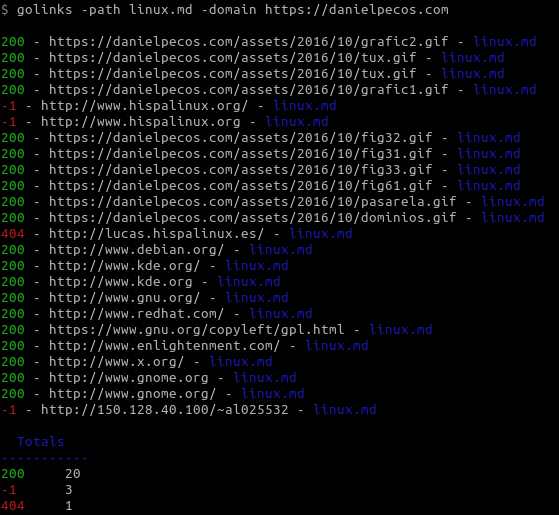 $ golinks -path linux.md -domain https://danielpecos.com
200 - https://danielpecos.com/assets/2016/10/grafic2.gif - linux.md
200 - https://danielpecos.com/assets/2016/10/tux.gif - linux.md
200 - https://danielpecos.com/assets/2016/10/tux.gif - linux.md
200 - https://danielpecos.com/assets/2016/10/grafic1.gif - linux.md
-1 - http://www.hispalinux.org/ - linux.md
-1 - http://www.hispalinux.org - linux.md
200 - https://danielpecos.com/assets/2016/10/fig32.gif - linux.md
200 - https://danielpecos.com/assets/2016/10/fig31.gif - linux.md
200 - https://danielpecos.com/assets/2016/10/fig33.gif - linux.md
200 - https://danielpecos.com/assets/2016/10/fig61.gif - linux.md
200 - https://danielpecos.com/assets/2016/10/pasarela.gif - linux.md
200 - https://danielpecos.com/assets/2016/10/dominios.gif - linux.md
404 - http://lucas.hispalinux.es/ - linux.md
200 - http://www.debian.org/ - linux.md
200 - http://www.kde.org/ - linux.md
200 - http://www.kde.org - linux.md
200 - http://www.gnu.org/ - linux.md
200 - http://www.redhat.com/ - linux.md
200 - https://www.gnu.org/copyleft/gpl.html - linux.md
200 - http://www.enlightenment.com/ - linux.md
200 - http://www.x.org/ - linux.md
200 - http://www.gnome.org - linux.md
200 - http://www.gnome.org/ - linux.md
-1 - http://150.128.40.100/~al025532 - linux.md
Totals
-----------
200 20
-1 3
404 1